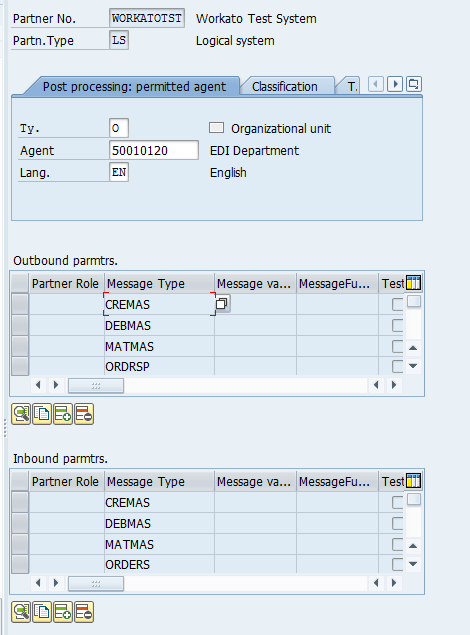 Partner No. WORKATOTST Workato Test System
Partn.Type LS Logical system
Post processing: permitted agent Classification T.
Ty. O Organizational unit
Agent 50010120 EDI Department
Lang. EN English
Outbound parmtrs.
Partner Role Message Type Message va... MessageFu... Test
CREMAS
DEBMAS
MATMAS
ORDRSP
Inbound parmtrs.
Partner Role Message Type Message va... MessageFu... Test
CREMAS
DEBMAS
MATMAS
ORDERS